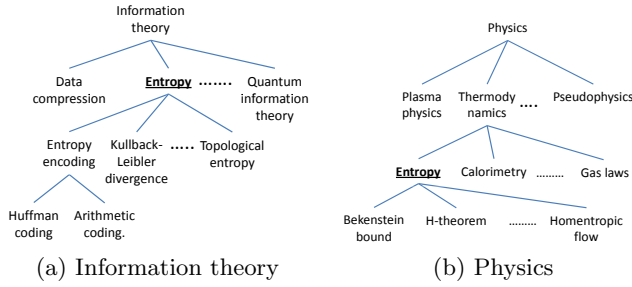 Information
theory
Data
compression
Entropy
.......
Quantum
information
theory
Entropy
encoding
Kullback-
Leibler
divergence
.....
Topological
entropy
Huffman
coding
Arithmetic
coding.
(a) Information theory
Physics
Plasma
physics
Thermody
namics
....
Pseudophysics
Entropy
Calorimetry
.........
Gas laws
Bekenstein
bound
H-theorem
.........
Homentropic
flow
(b) Physics